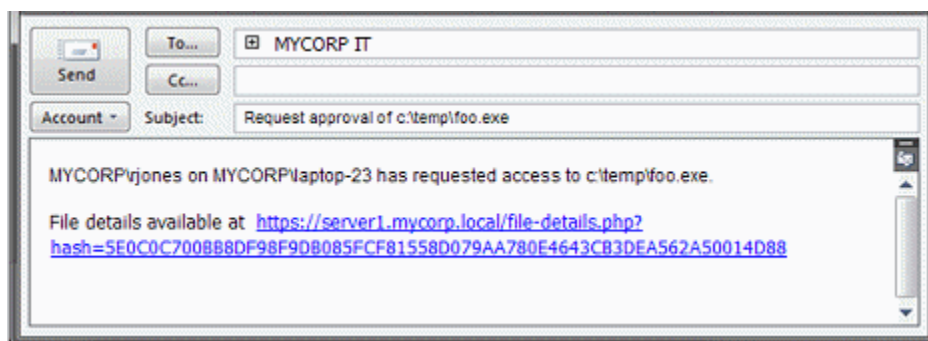 To...
MYCORP IT
Send
Cc...
Account
Subject:
Request approval of c:\temp\foo.exe
MYCORP\rjones on MYCORP\laptop-23 has requested access to c:\temp\foo.exe.
File details available at https://server1.mycorp.local/file-details.php?
hash=5E0C0C700BB8DF98F9DB085FCF81558D079AA780E4643CB3DEA562A50014D88